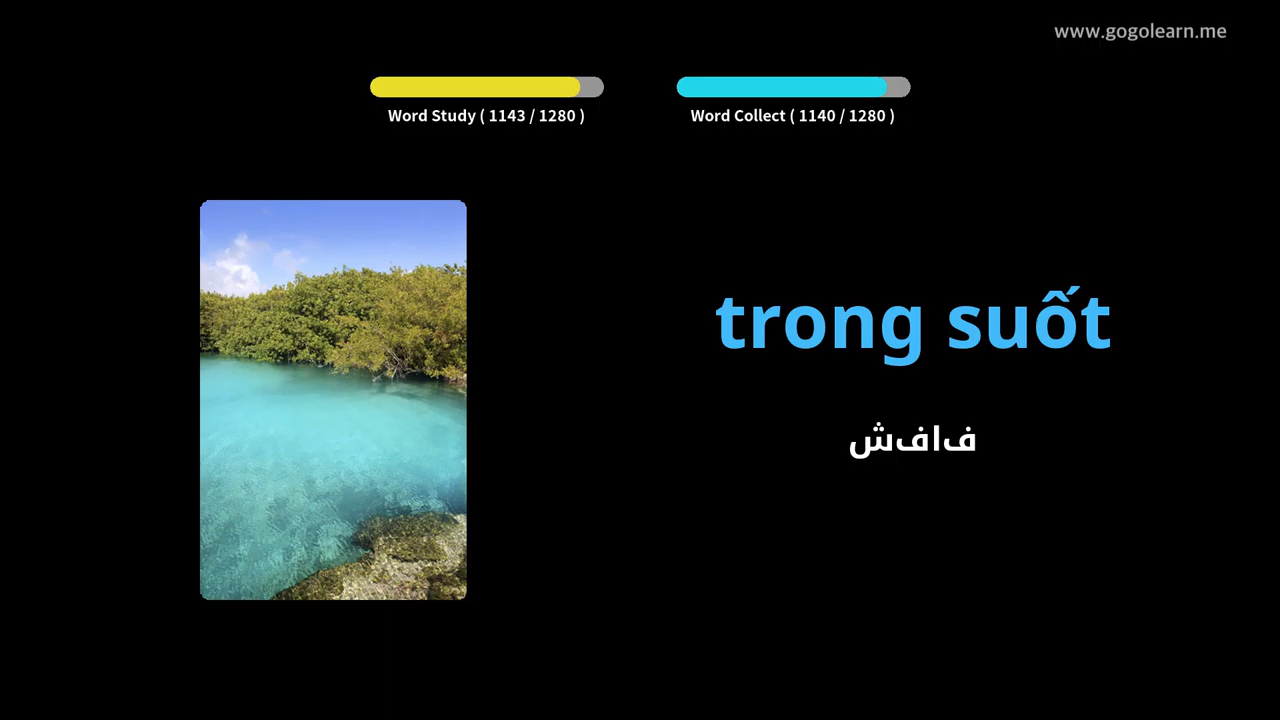 www.gogolearn.me
Word Study ( 1143 / 1280 )
Word Collect ( 1140 / 1280 )
trong suốt
فافش